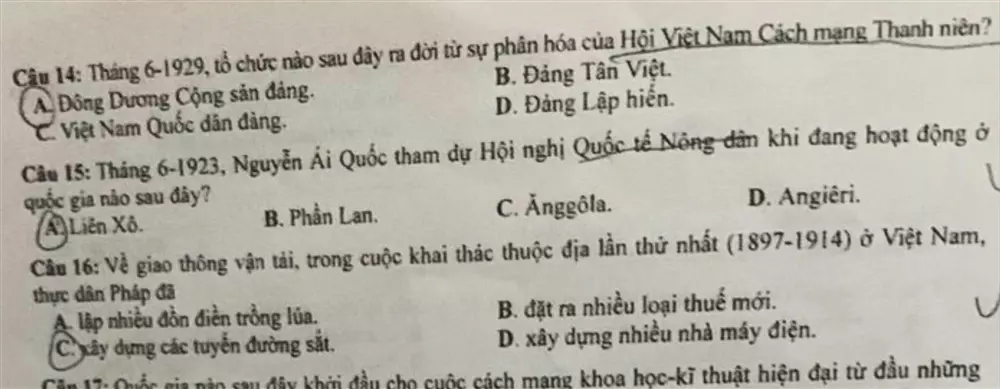 Câu 14: Tháng 6-1929, tổ chức nào sau đây ra đời từ sự phân hóa của Hội Việt Nam Cách mạng Thanh niên?
A. Đông Dương Cộng sản đảng. B. Đảng Tân Việt.
C. Việt Nam Quốc dân đảng. D. Đảng Lập hiến.
Câu 15: Tháng 6-1923, Nguyễn Ái Quốc tham dự Hội nghị Quốc tế Nông dân khi đang hoạt động ở
quốc gia nào sau đây?
A. Liên Xô. B. Phần Lan. C. Ănggôla. D. Angiêri.
Câu 16: Về giao thông vận tải, trong cuộc khai thác thuộc địa lần thứ nhất (1897-1914) ở Việt Nam,
thực dân Pháp đã
A. lập nhiều đồn điền trồng lúa. B. đặt ra nhiều loại thuế mới.
C. xây dựng các tuyến đường sắt. D. xây dựng nhiều nhà máy điện.
Câu 17: Quốc gia nào sau đây khởi đầu cho cuộc cách mạng khoa học-kĩ thuật hiện đại từ đầu những